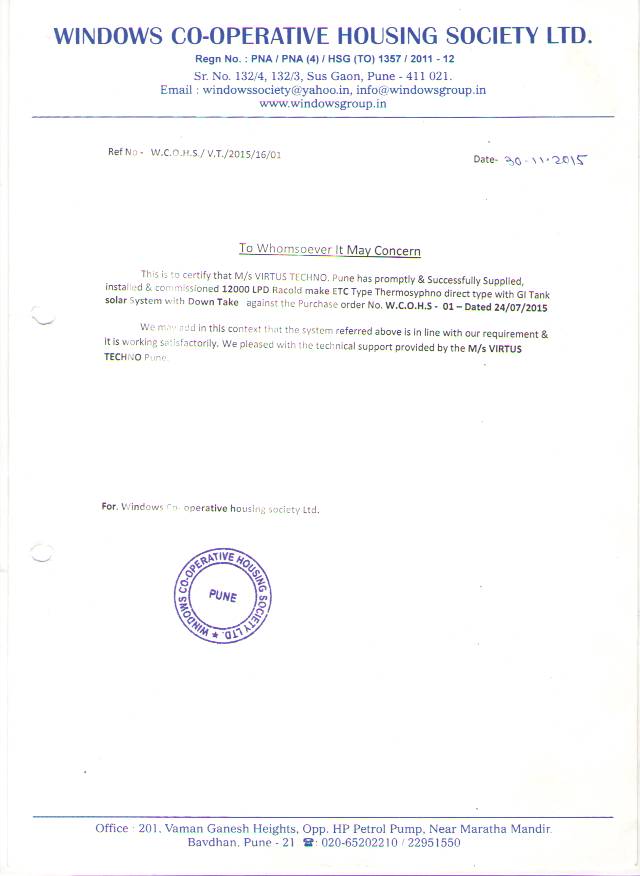 WINDOWS CO-OPERATIVE HOUSING SOCIETY LTD.
Regn No. : PNA / PNA (4) / HSG (TO) 1357 / 2011 - 12
Sr. No. 132/4, 132/3, Sus Gaon, Pune - 411 021.
Email : windowssociety@yahoo.in, info@windowsgroup.in
www.windowsgroup.in
Ref No - W.C.O.H.S./ V.T./2015/16/01
Date- 30-11-2015
To Whomsoever It May Concern
This is to certify that M/s VIRTUS TECHNO. Pune has promptly & Successfully Supplied,
installed & commissioned 12000 LPD Racold make ETC Type Thermosyphno direct type with GI Tank
solar System with Down Take against the Purchase order No. W.C.O.H.S - 01 – Dated 24/07/2015
We may add in this context that the system referred above is in line with our requirement &
it is working satisfactorily. We pleased with the technical support provided by the M/s VIRTUS
TECHNO Pune.
For. Windows Co- operative housing society Ltd.
WINDOWS CO-OPERATIVE HOUSING SOCIETY LTD. ★
PUNE
Office : 201, Vaman Ganesh Heights, Opp. HP Petrol Pump, Near Maratha Mandir.
Bavdhan, Pune - 21 ☎: 020-65202210 / 22951550